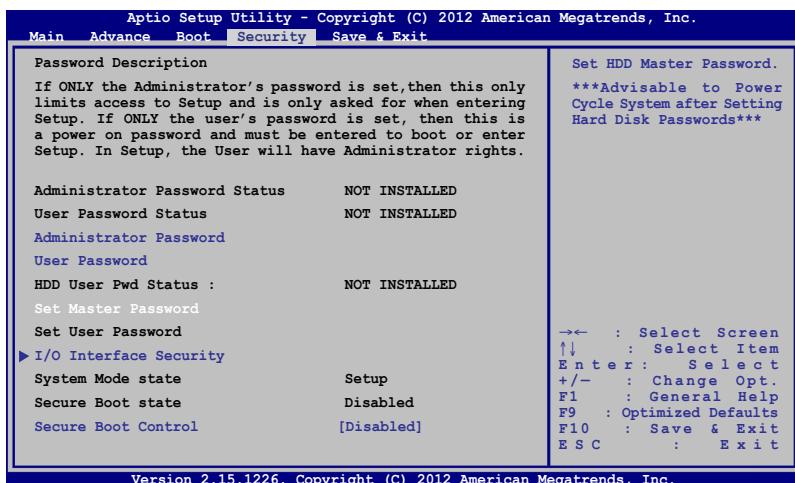 Aptio Setup Utility - Copyright (C) 2012 American Megatrends, Inc.
Main Advance Boot Security Save & Exit
Password Description
If ONLY the Administrator's password is set,then this only
limits access to Setup and is only asked for when entering
Setup. If ONLY the user's password is set, then this is
a power on password and must be entered to boot or enter
Setup. In Setup, the User will have Administrator rights.
Administrator Password Status NOT INSTALLED
User Password Status NOT INSTALLED
Administrator Password
User Password
HDD User Pwd Status : NOT INSTALLED
Set Master Password
Set User Password
I/O Interface Security
System Mode state Setup
Secure Boot state Disabled
Secure Boot Control [Disabled]
Set HDD Master Password.
***Advisable to Power
Cycle System after Setting
Hard Disk Passwords***
→← : Select Screen
↑↓ : Select Item
Enter: Select
+/— : Change Opt.
F1 : General Help
F9 : Optimized Defaults
F10 : Save & Exit
ESC : Exit
Version 2.15.1226. Copyright (C) 2012 American Megatrends, Inc.